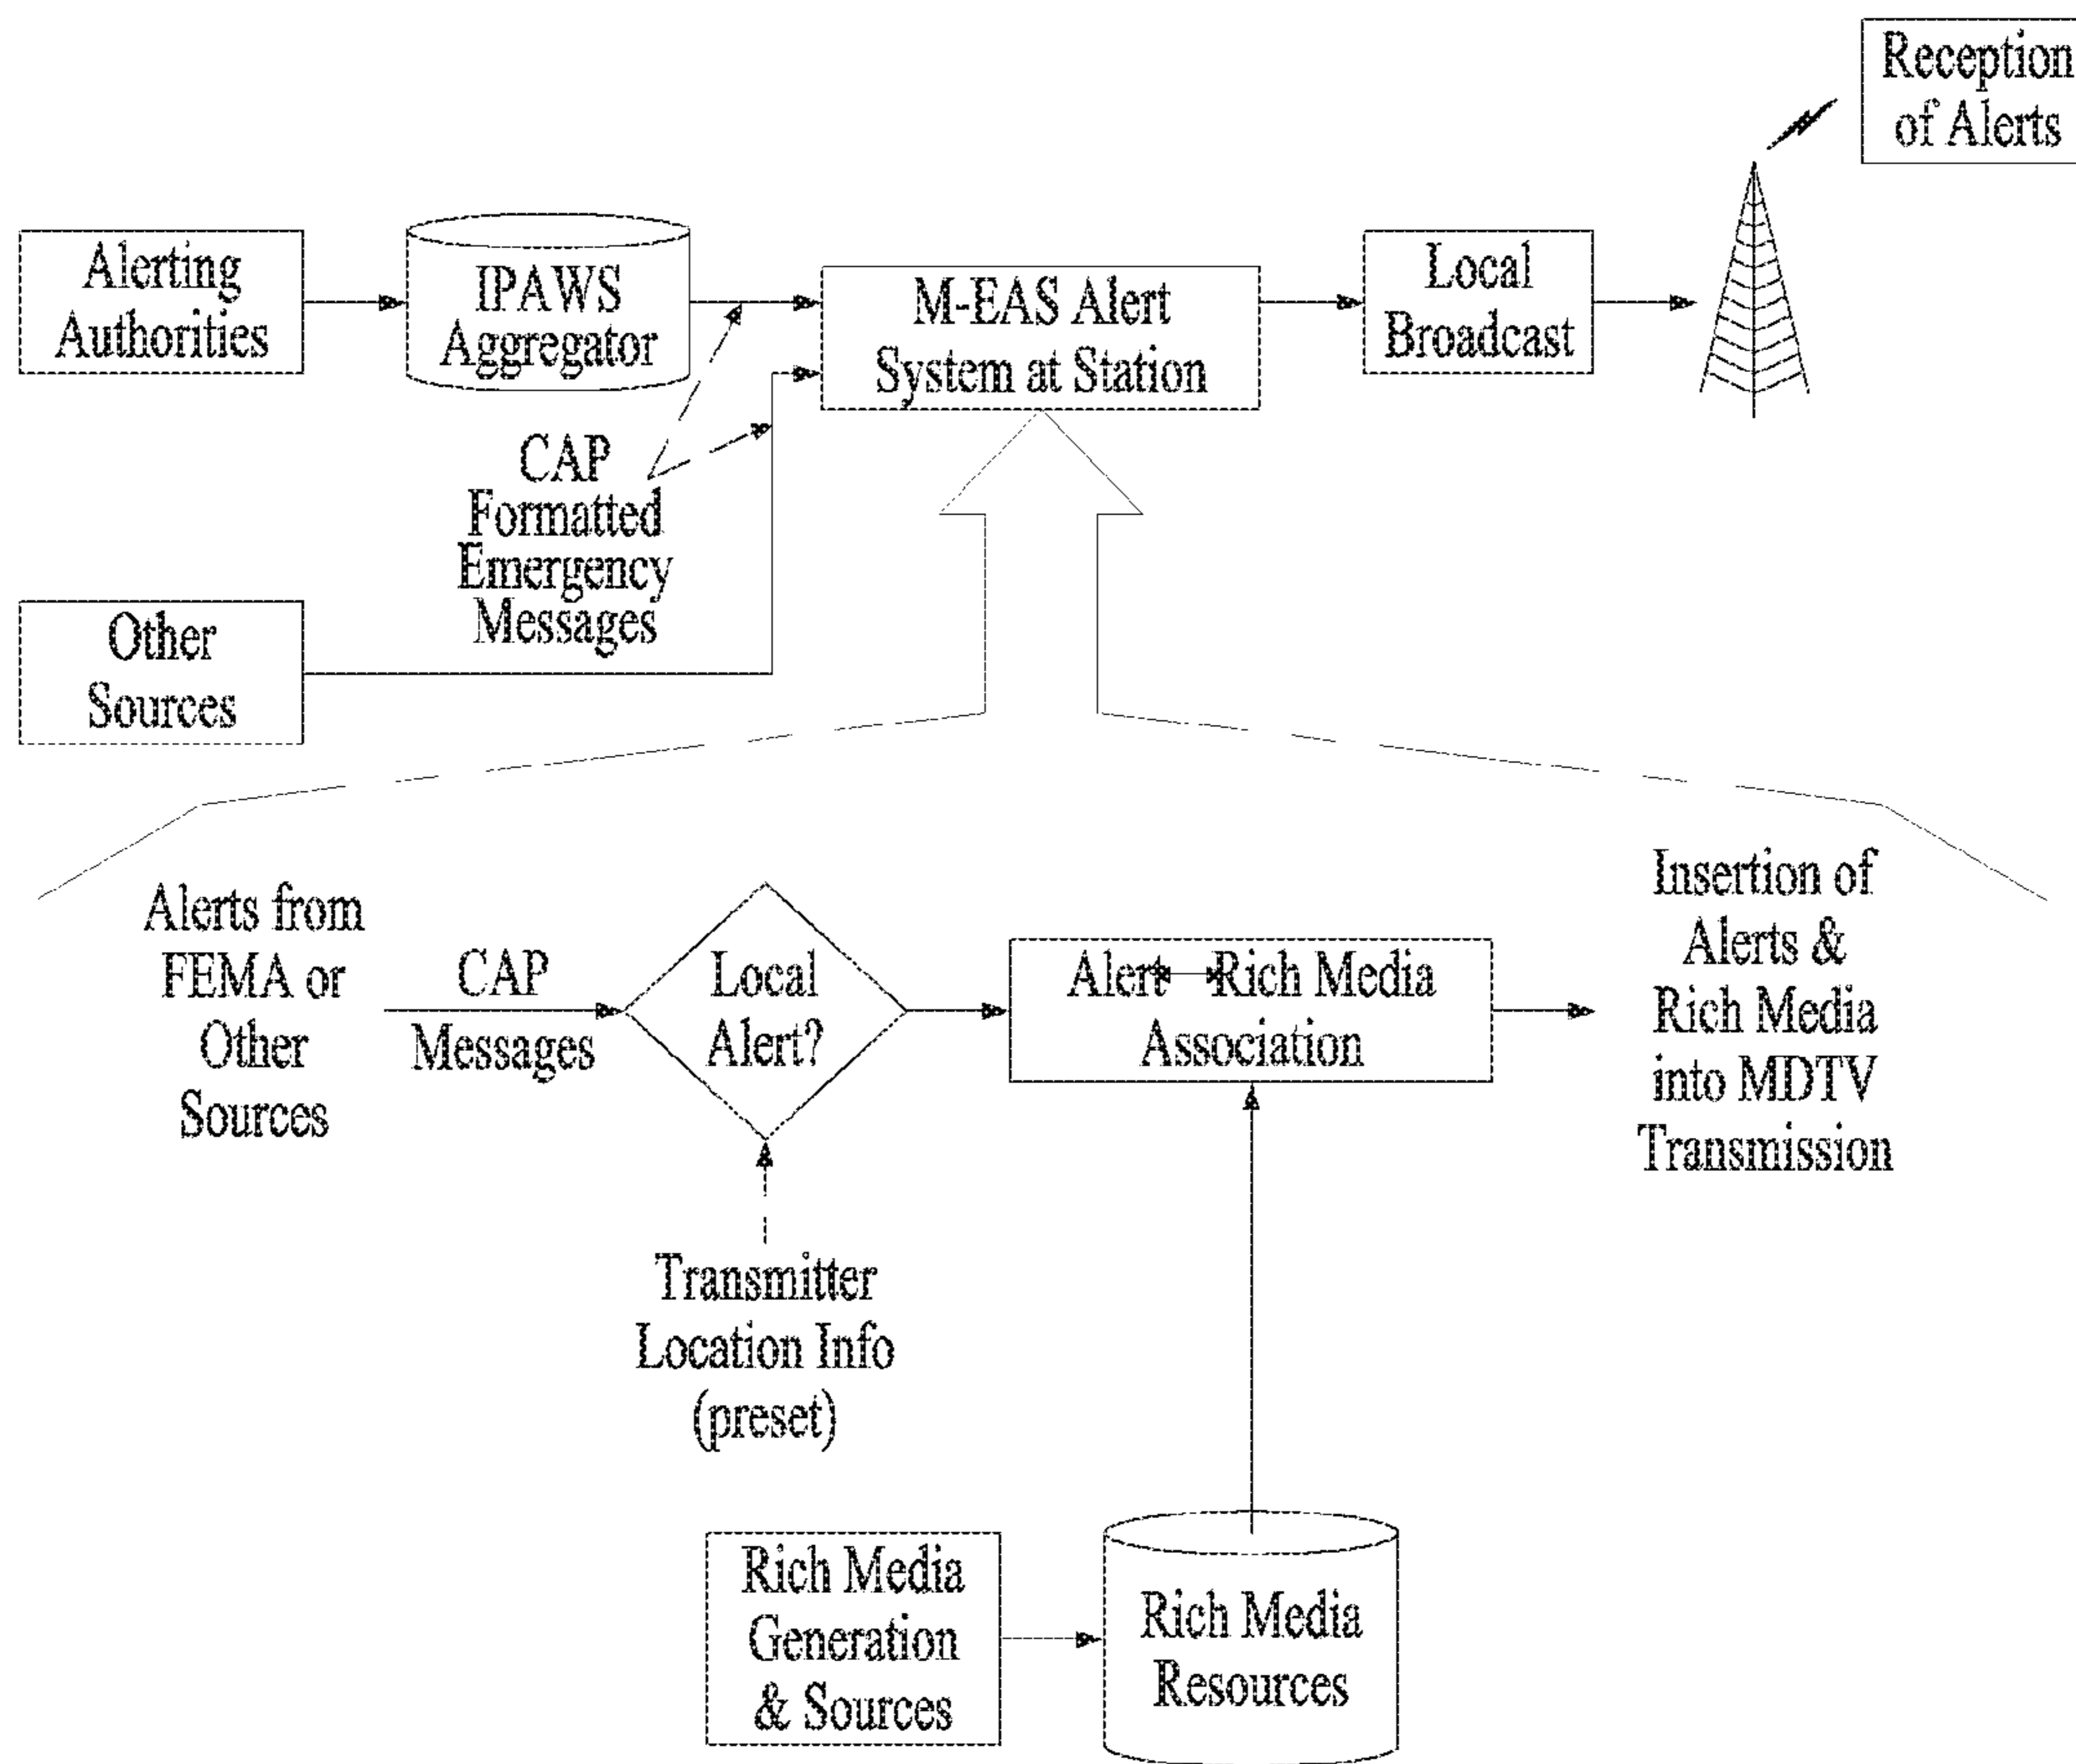 Reception
of Alerts
Alerting
Authorities
IPAWS
Aggregator
M-EAS Alert
System at Station
Local
Broadcast
CAP
Formatted
Emergency
Messages
Other
Sources
Alerts from
FEMA or
Other
Sources
CAP
Messages
Local
Alert?
Alert Rich Media
Association
Insertion of
Alerts &
Rich Media
into MDTV
Transmission
Transmitter
Location Info
(preset)
Rich Media
Generation
& Sources
Rich Media
Resources